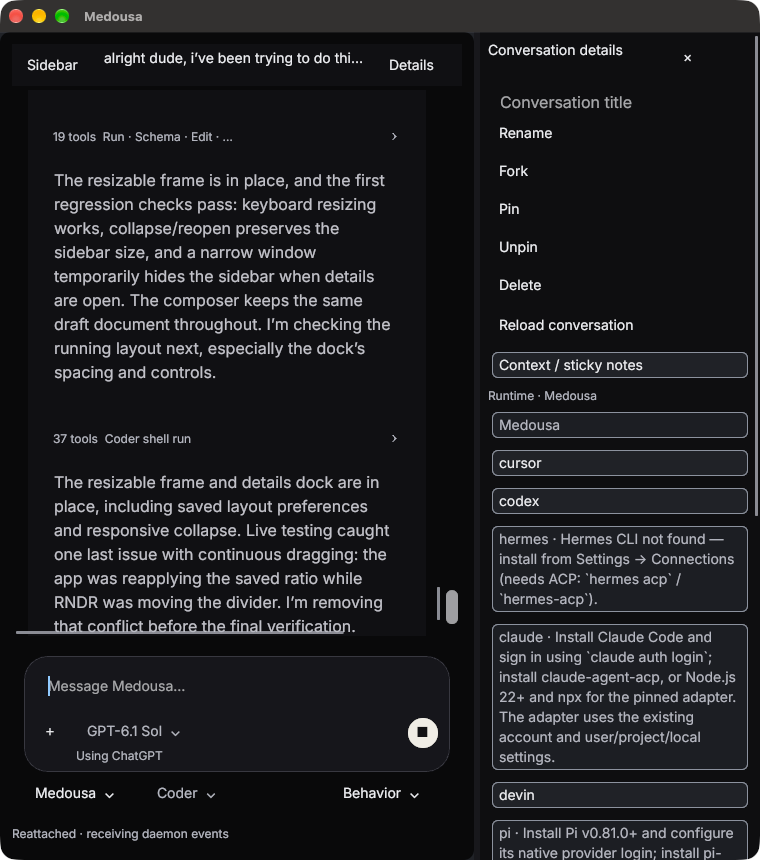 Medousa
Sidebar
alright dude, i've been trying to do thi...
Details
19 tools Run · Schema · Edit · ...
The resizable frame is in place, and the first
regression checks pass: keyboard resizing
works, collapse/reopen preserves the
sidebar size, and a narrow window
temporarily hides the sidebar when details
are open. The composer keeps the same
draft document throughout. I'm checking the
running layout next, especially the dock's
spacing and controls.
37 tools Coder shell run
The resizable frame and details dock are in
place, including saved layout preferences
and responsive collapse. Live testing caught
one last issue with continuous dragging: the
app was reapplying the saved ratio while
RNDR was moving the divider. I'm removing
that conflict before the final verification.
Message Medousa...
+ GPT-6.1 Sol
Using ChatGPT
Medousa Coder Behavior
Reattached · receiving daemon events
Conversation details
×
Conversation title
Rename
Fork
Pin
Unpin
Delete
Reload conversation
Context / sticky notes
Runtime · Medousa
Medousa
cursor
codex
hermes · Hermes CLI not found —
install from Settings → Connections
(needs ACP: `hermes acp` /
`hermes-acp`).
claude · Install Claude Code and
sign in using `claude auth login`;
install claude-agent-acp, or Node.js
22+ and npx for the pinned adapter.
The adapter uses the existing
account and user/project/local
settings.
devin
pi · Install Pi v0.81.0+ and configure
its native provider login; install pi-